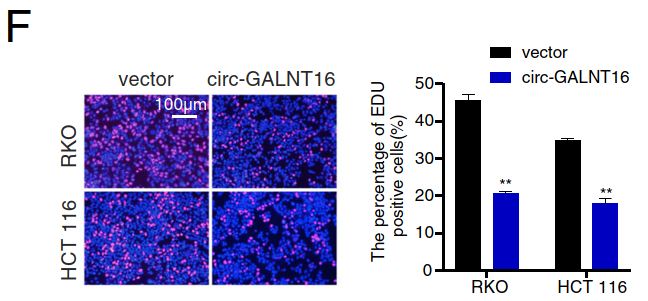 F
vector circ-GALNT16
100μm
RKO
HCT 116
vector
circ-GALNT16
The percentage of EDU
positive cells(%)
50
40
30
20
10
0
**
**
RKO HCT 116